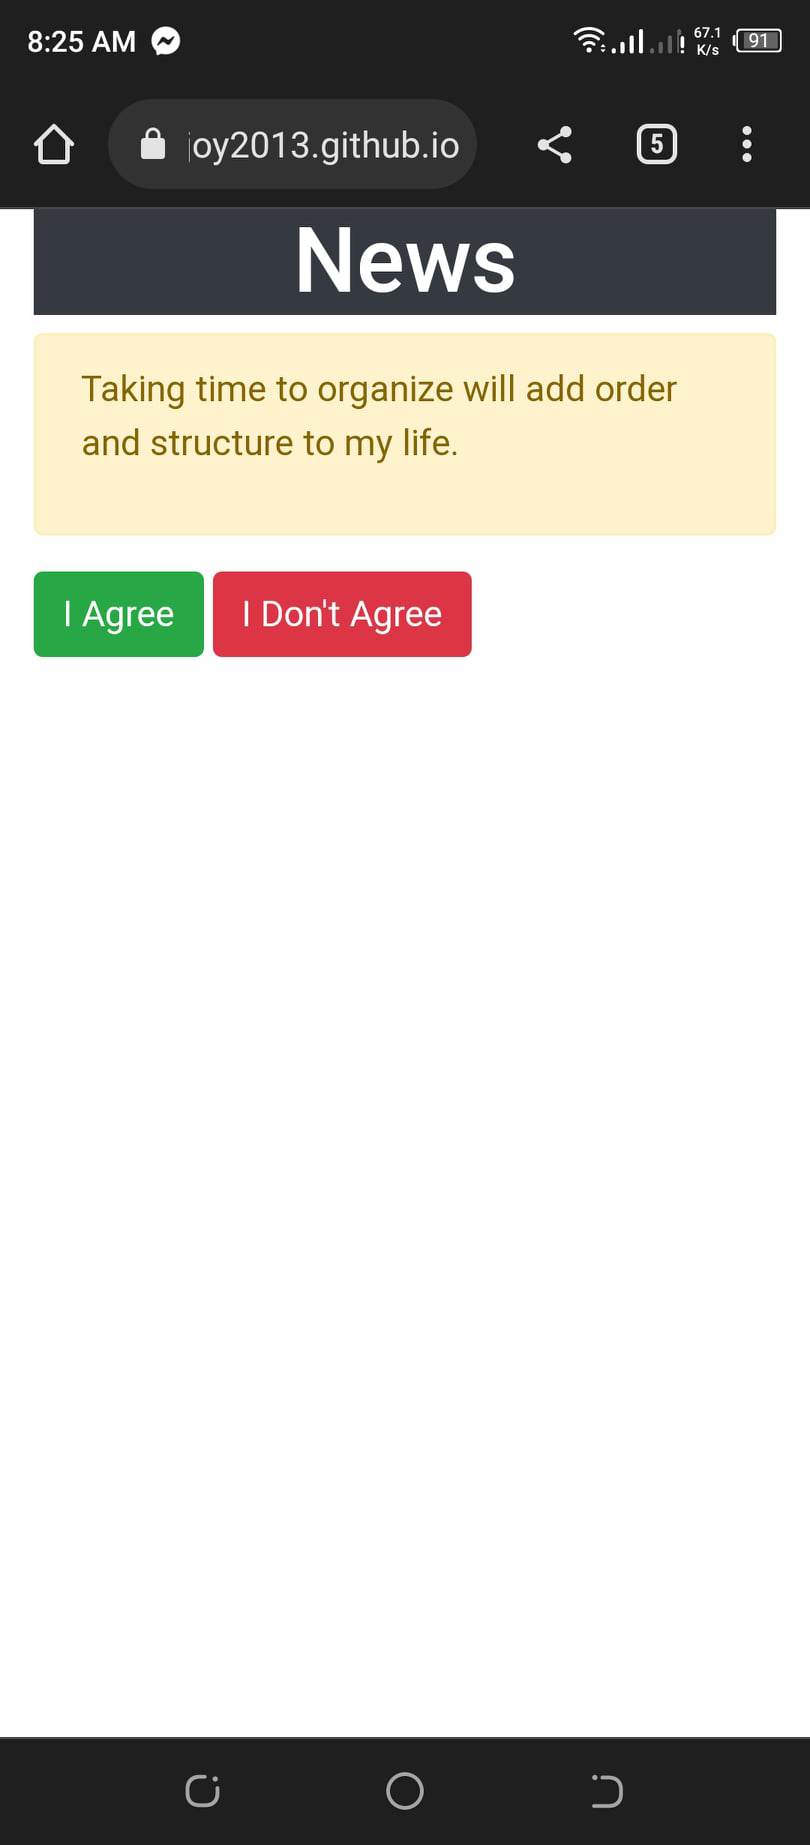 8:25 AM
67.1
K/s
91
joy2013.github.io
5
News
Taking time to organize will add order
and structure to my life.
I Agree
I Don't Agree